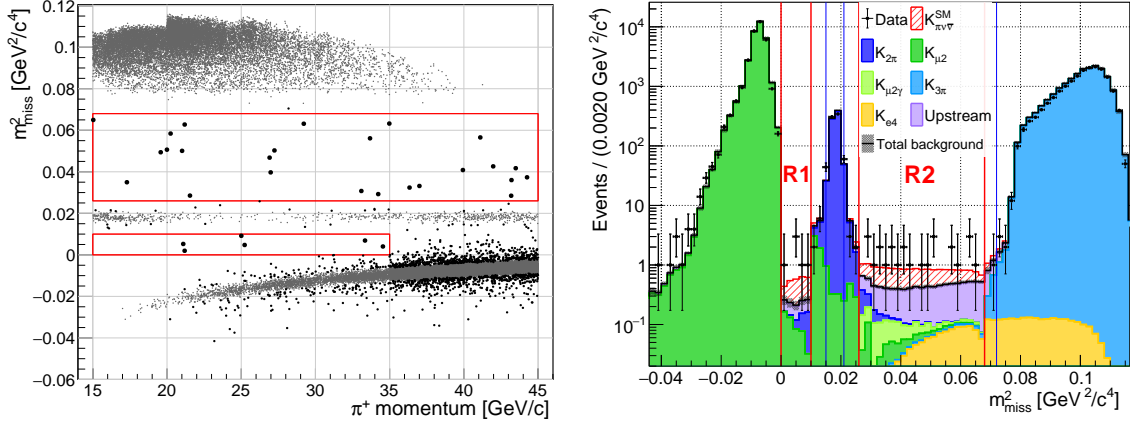 m²miss [GeV²/c⁴]
0.12
0.1
0.08
0.06
0.04
0.02
0
−0.02
−0.04
−0.06
15 20 25 30 35 40 45
π⁺ momentum [GeV/c]
Events / (0.0020 GeV²/c⁴)
10⁴
10³
10²
10
1
10⁻¹
Data K^SM_πνν̄
K2π Kμ2
Kμ2γ K3π
Ke4 Upstream
Total background
R1 R2
−0.04 −0.02 0 0.02 0.04 0.06 0.08 0.1
m²miss [GeV²/c⁴]